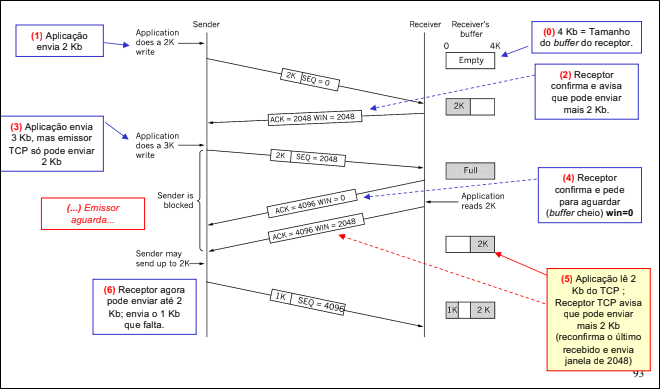 Sender
Receiver
Receiver's
buffer
0 4K
Empty
(0) 4 Kb = Tamanho
do buffer do receptor.
(1) Aplicação
envia 2 Kb
Application
does a 2K
write
2K SEQ = 0
(2) Receptor
confirma e avisa
que pode enviar
mais 2 Kb.
2K
ACK = 2048 WIN = 2048
(3) Aplicação envia
3 Kb, mas emissor
TCP só pode enviar
2 Kb
Application
does a 3K
write
2K SEQ = 2048
Full
(4) Receptor
confirma e pede
para aguardar
(buffer cheio) win=0
Sender is
blocked
(...) Emissor
aguarda...
ACK = 4096 WIN = 0
Application
reads 2K
ACK = 4096 WIN = 2048
2K
Sender may
send up to 2K
(5) Aplicação lê 2
Kb do TCP ;
Receptor TCP avisa
que pode enviar
mais 2 Kb
(reconfirma o último
recebido e envia
janela de 2048)
(6) Receptor agora
pode enviar até 2
Kb; envia o 1 Kb
que falta.
1K SEQ = 4096
1K 2 K
93